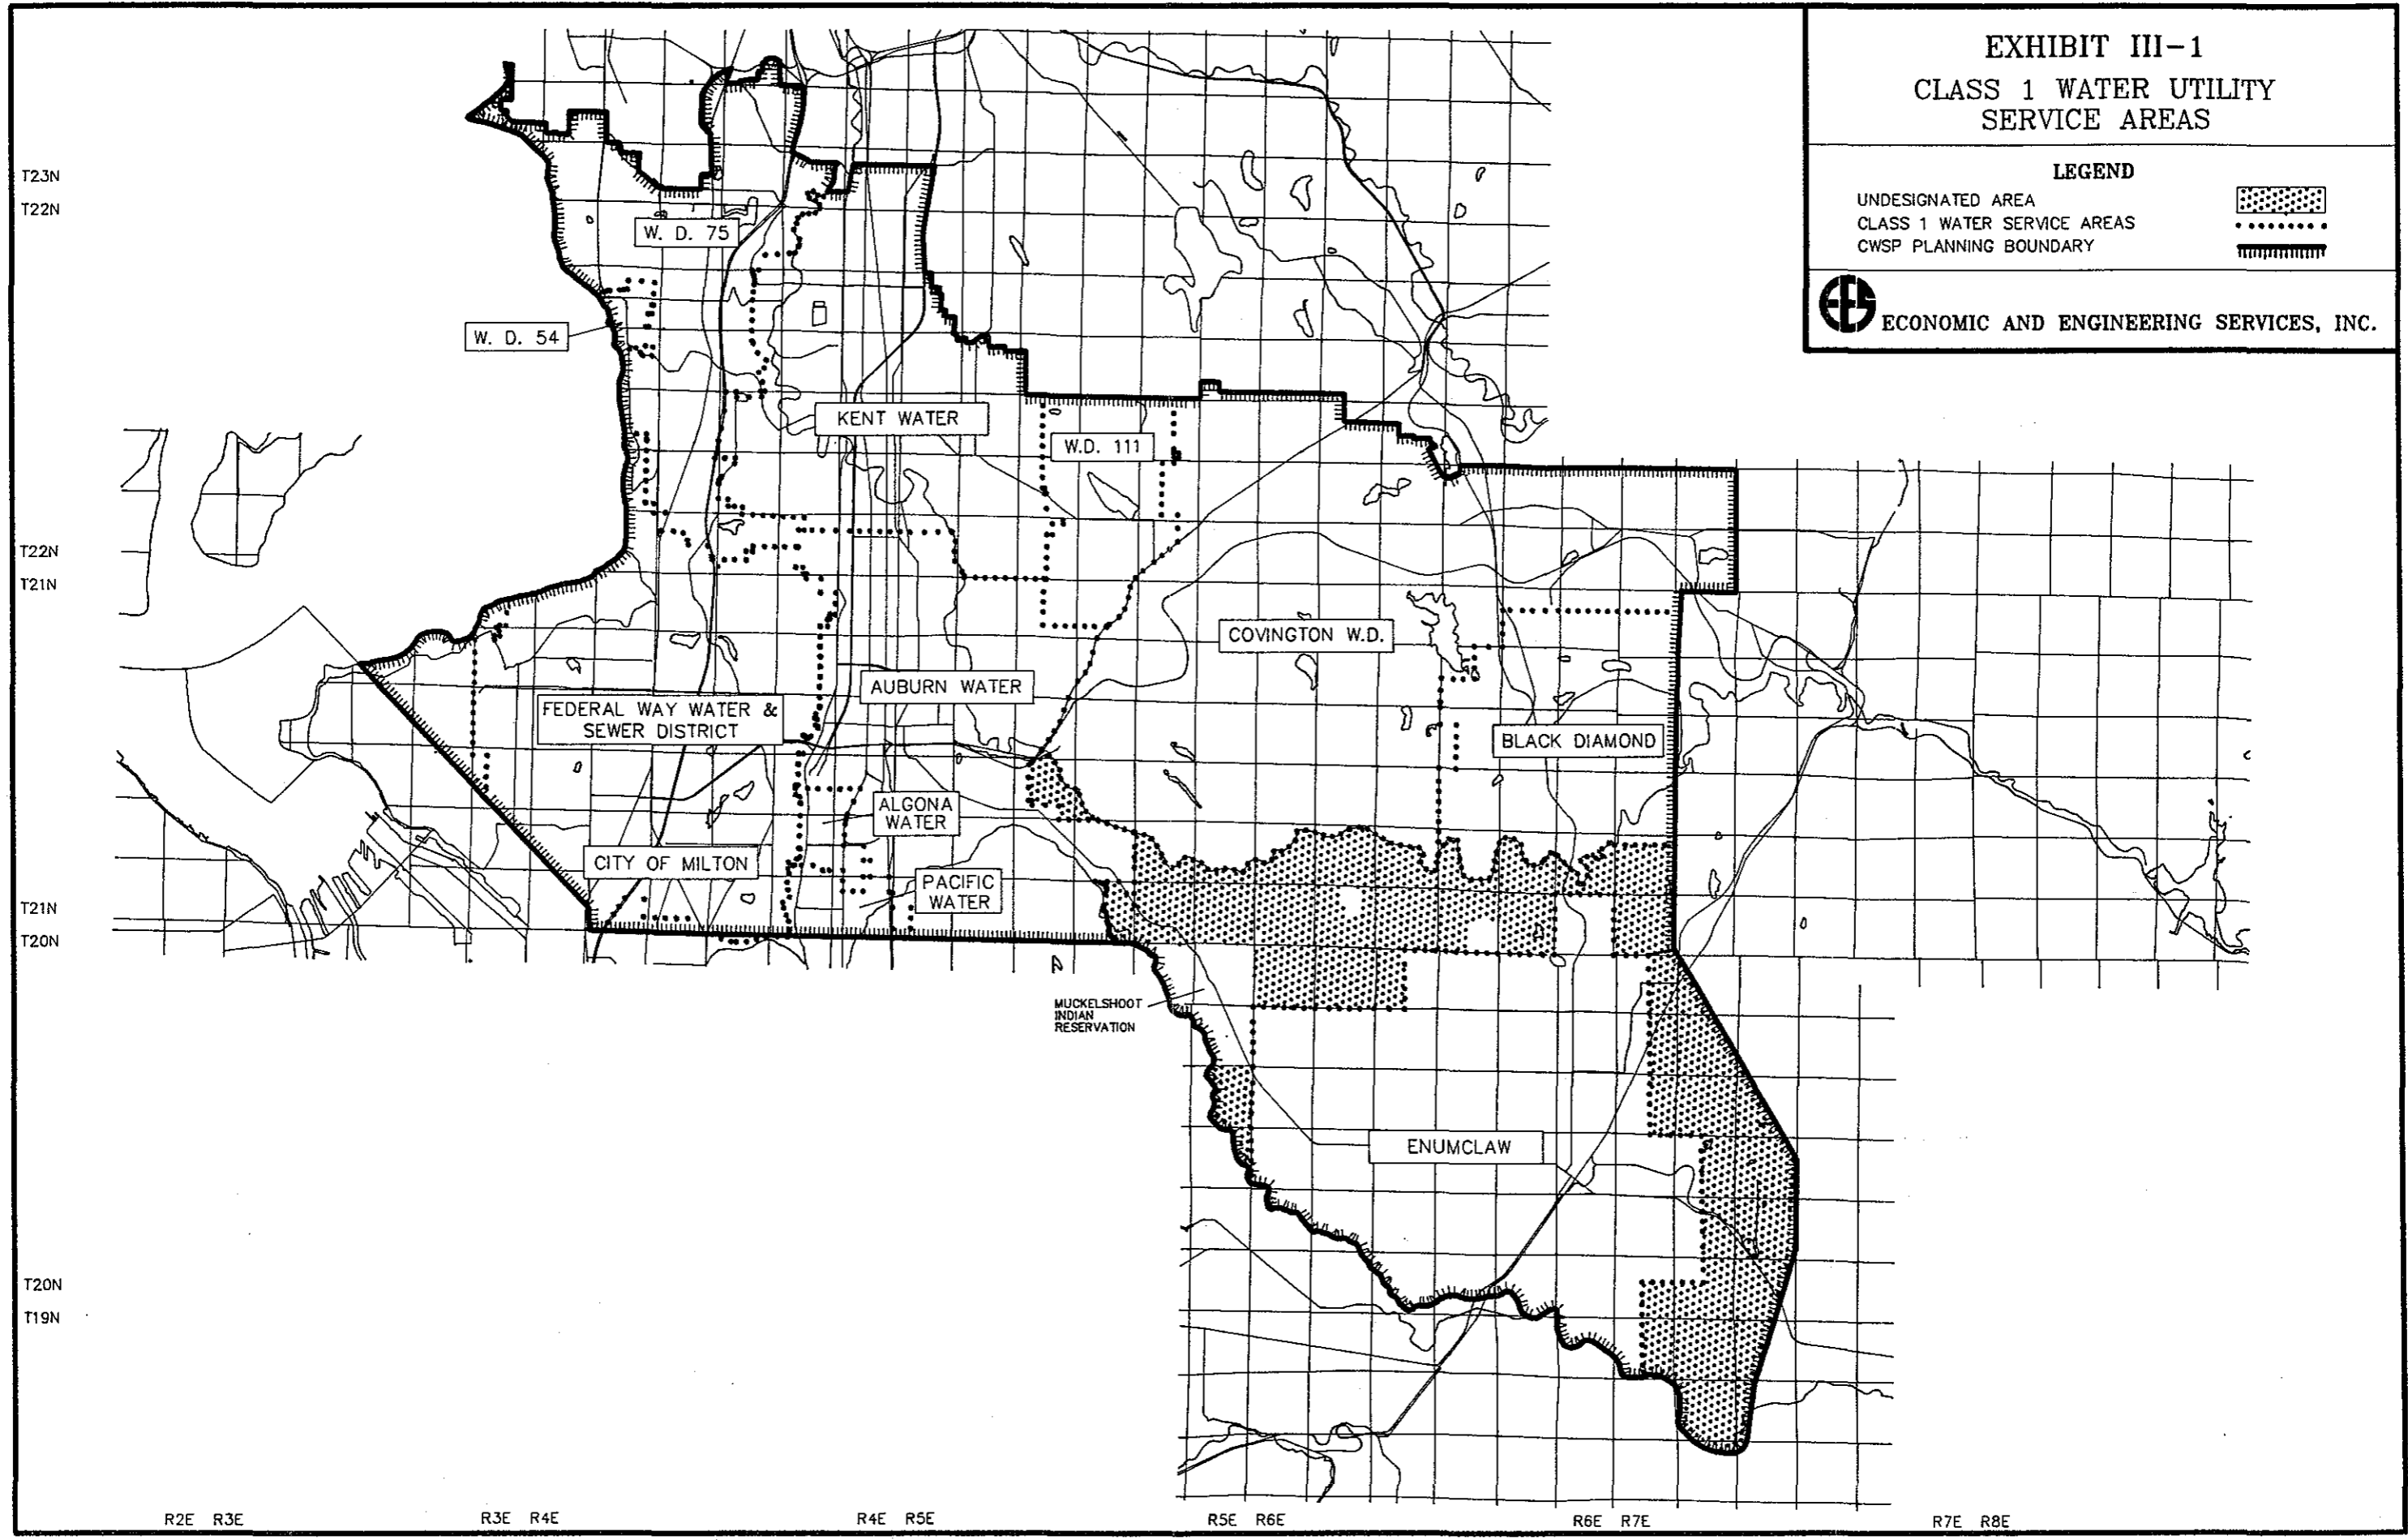 EXHIBIT III-1
CLASS 1 WATER UTILITY
SERVICE AREAS
LEGEND
UNDESIGNATED AREA
CLASS 1 WATER SERVICE AREAS
CWSP PLANNING BOUNDARY
EES
ECONOMIC AND ENGINEERING SERVICES, INC.
T23N
T22N
W. D. 75
W. D. 54
KENT WATER
W.D. 111
T22N
T21N
COVINGTON W.D.
AUBURN WATER
FEDERAL WAY WATER &
SEWER DISTRICT
BLACK DIAMOND
ALGONA
WATER
CITY OF MILTON
PACIFIC
WATER
T21N
T20N
MUCKELSHOOT
INDIAN
RESERVATION
ENUMCLAW
T20N
T19N
R2E R3E
R3E R4E
R4E R5E
R5E R6E
R6E R7E
R7E R8E